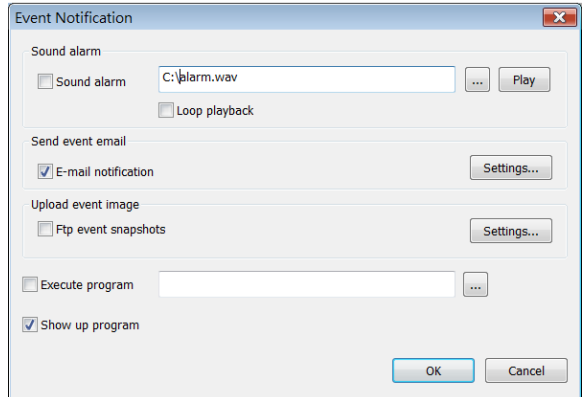 Event Notification
Sound alarm
Sound alarm C:\alarm.wav ... Play
Loop playback
Send event email
E-mail notification Settings...
Upload event image
Ftp event snapshots Settings...
Execute program ...
Show up program
OK Cancel